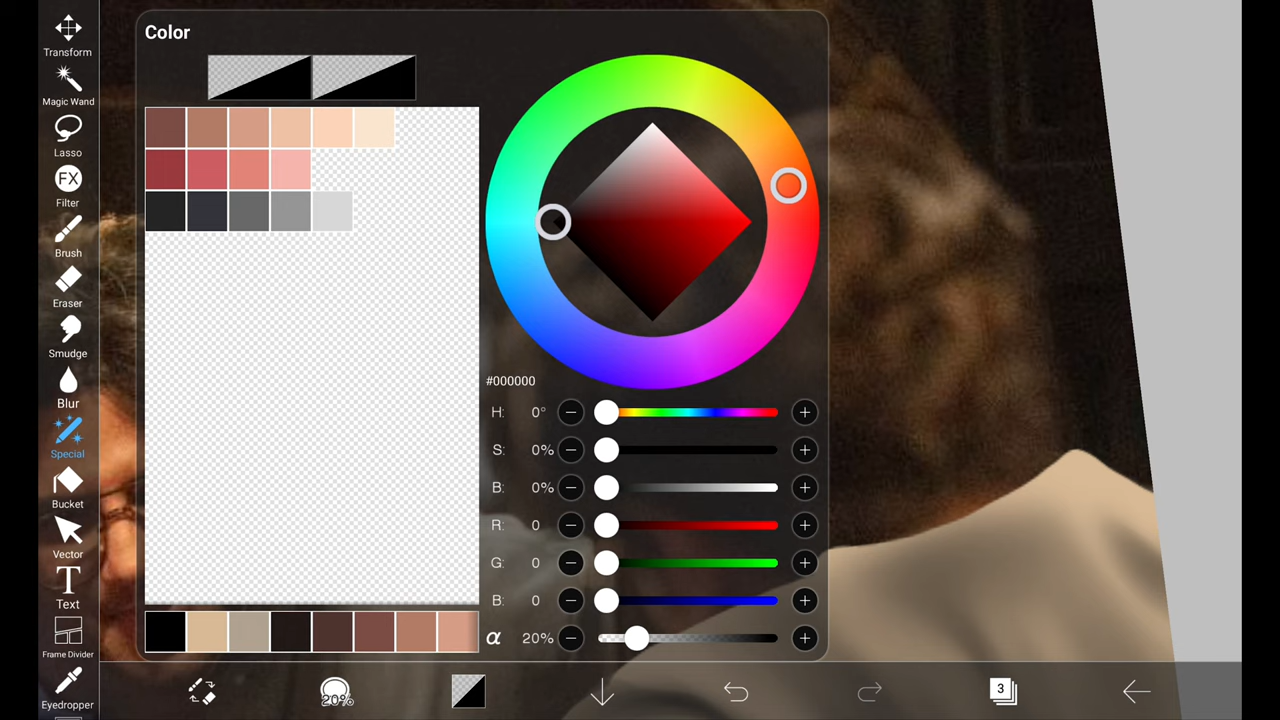 Color
Transform
Magic Wand
Lasso
FX
Filter
Brush
Eraser
Smudge
Blur
Special
Bucket
Vector
T
Text
Frame Divider
Eyedropper
#000000
H: 0°
S: 0%
B: 0%
R: 0
G: 0
B: 0
α 20%
20%
3